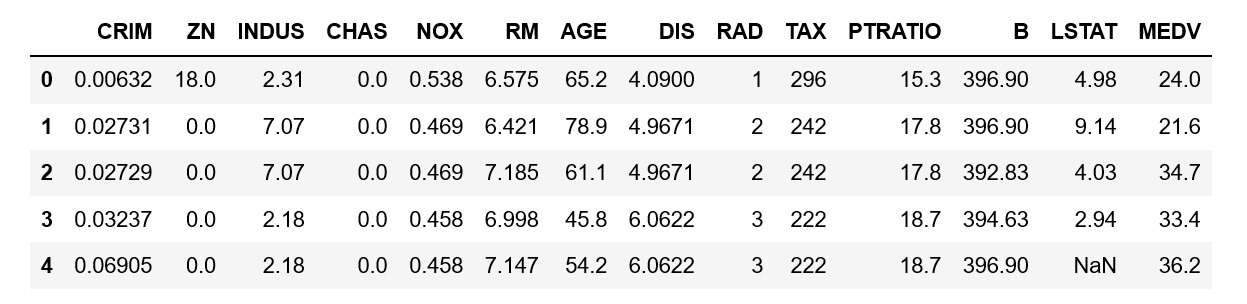 CRIM ZN INDUS CHAS NOX RM AGE DIS RAD TAX PTRATIO B LSTAT MEDV
0 0.00632 18.0 2.31 0.0 0.538 6.575 65.2 4.0900 1 296 15.3 396.90 4.98 24.0
1 0.02731 0.0 7.07 0.0 0.469 6.421 78.9 4.9671 2 242 17.8 396.90 9.14 21.6
2 0.02729 0.0 7.07 0.0 0.469 7.185 61.1 4.9671 2 242 17.8 392.83 4.03 34.7
3 0.03237 0.0 2.18 0.0 0.458 6.998 45.8 6.0622 3 222 18.7 394.63 2.94 33.4
4 0.06905 0.0 2.18 0.0 0.458 7.147 54.2 6.0622 3 222 18.7 396.90 NaN 36.2